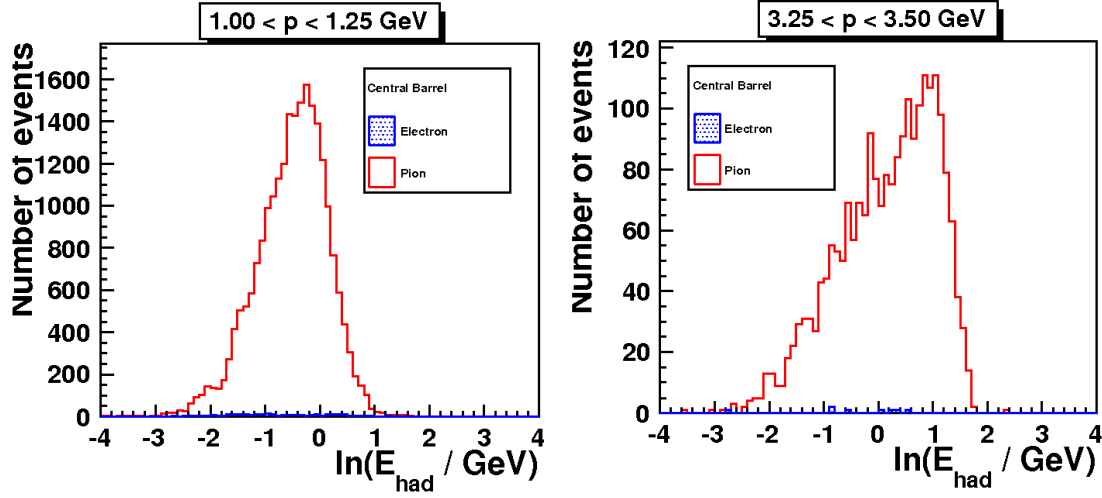 1.00 < p < 1.25 GeV
Number of events
1600
1400
1200
1000
800
600
400
200
0
Central Barrel
Electron
Pion
-4 -3 -2 -1 0 1 2 3 4
ln(E_had / GeV)
3.25 < p < 3.50 GeV
Number of events
120
100
80
60
40
20
0
Central Barrel
Electron
Pion
-4 -3 -2 -1 0 1 2 3 4
ln(E_had / GeV)